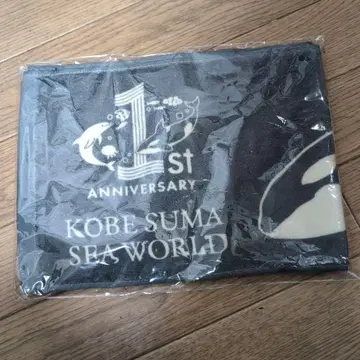 1st
ANNIVERSARY
KOBE SUMA
SEA WORLD